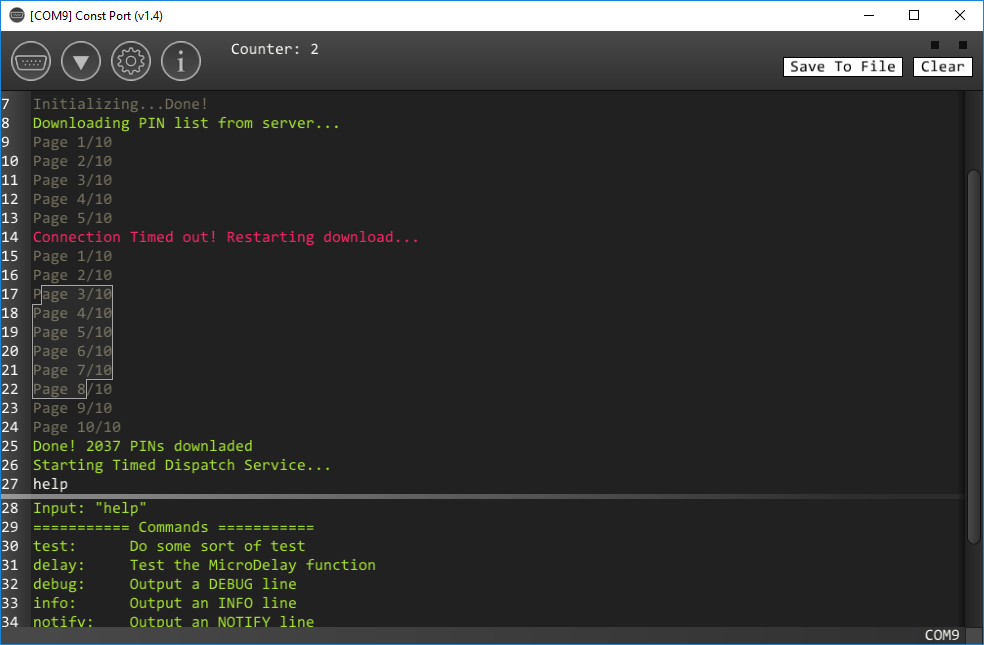 [COM9] Const Port (v1.4)
Counter: 2
Save To File
Clear
7 Initializing...Done!
8 Downloading PIN list from server...
9 Page 1/10
10 Page 2/10
11 Page 3/10
12 Page 4/10
13 Page 5/10
14 Connection Timed out! Restarting download...
15 Page 1/10
16 Page 2/10
17 Page 3/10
18 Page 4/10
19 Page 5/10
20 Page 6/10
21 Page 7/10
22 Page 8/10
23 Page 9/10
24 Page 10/10
25 Done! 2037 PINs downladed
26 Starting Timed Dispatch Service...
27 help
28 Input: "help"
29 =========== Commands ===========
30 test: Do some sort of test
31 delay: Test the MicroDelay function
32 debug: Output a DEBUG line
33 info: Output an INFO line
34 notify: Output an NOTIFY line
COM9